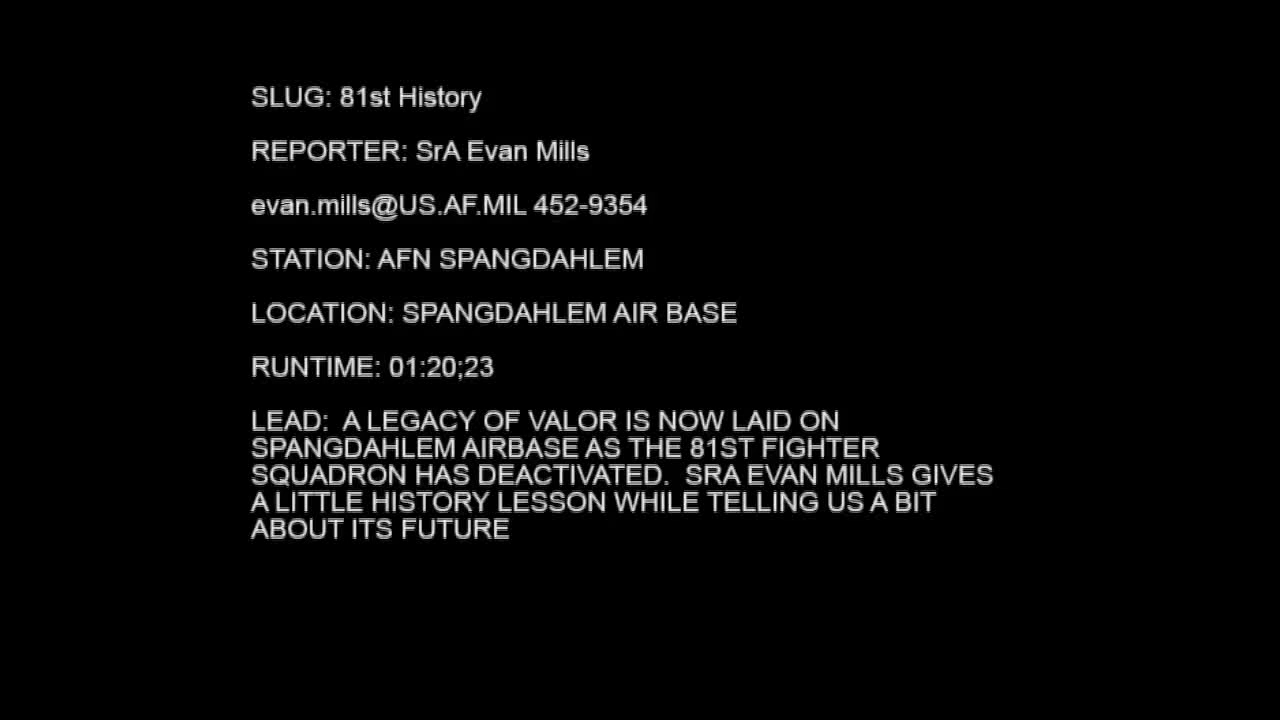 SLUG: 81st History
REPORTER: SrA Evan Mills
evan.mills@US.AF.MIL 452-9354
STATION: AFN SPANGDAHLEM
LOCATION: SPANGDAHLEM AIR BASE
RUNTIME: 01:20;23
LEAD:  A LEGACY OF VALOR IS NOW LAID ON
SPANGDAHLEM AIRBASE AS THE 81ST FIGHTER
SQUADRON HAS DEACTIVATED.  SRA EVAN MILLS GIVES
A LITTLE HISTORY LESSON WHILE TELLING US A BIT
ABOUT ITS FUTURE